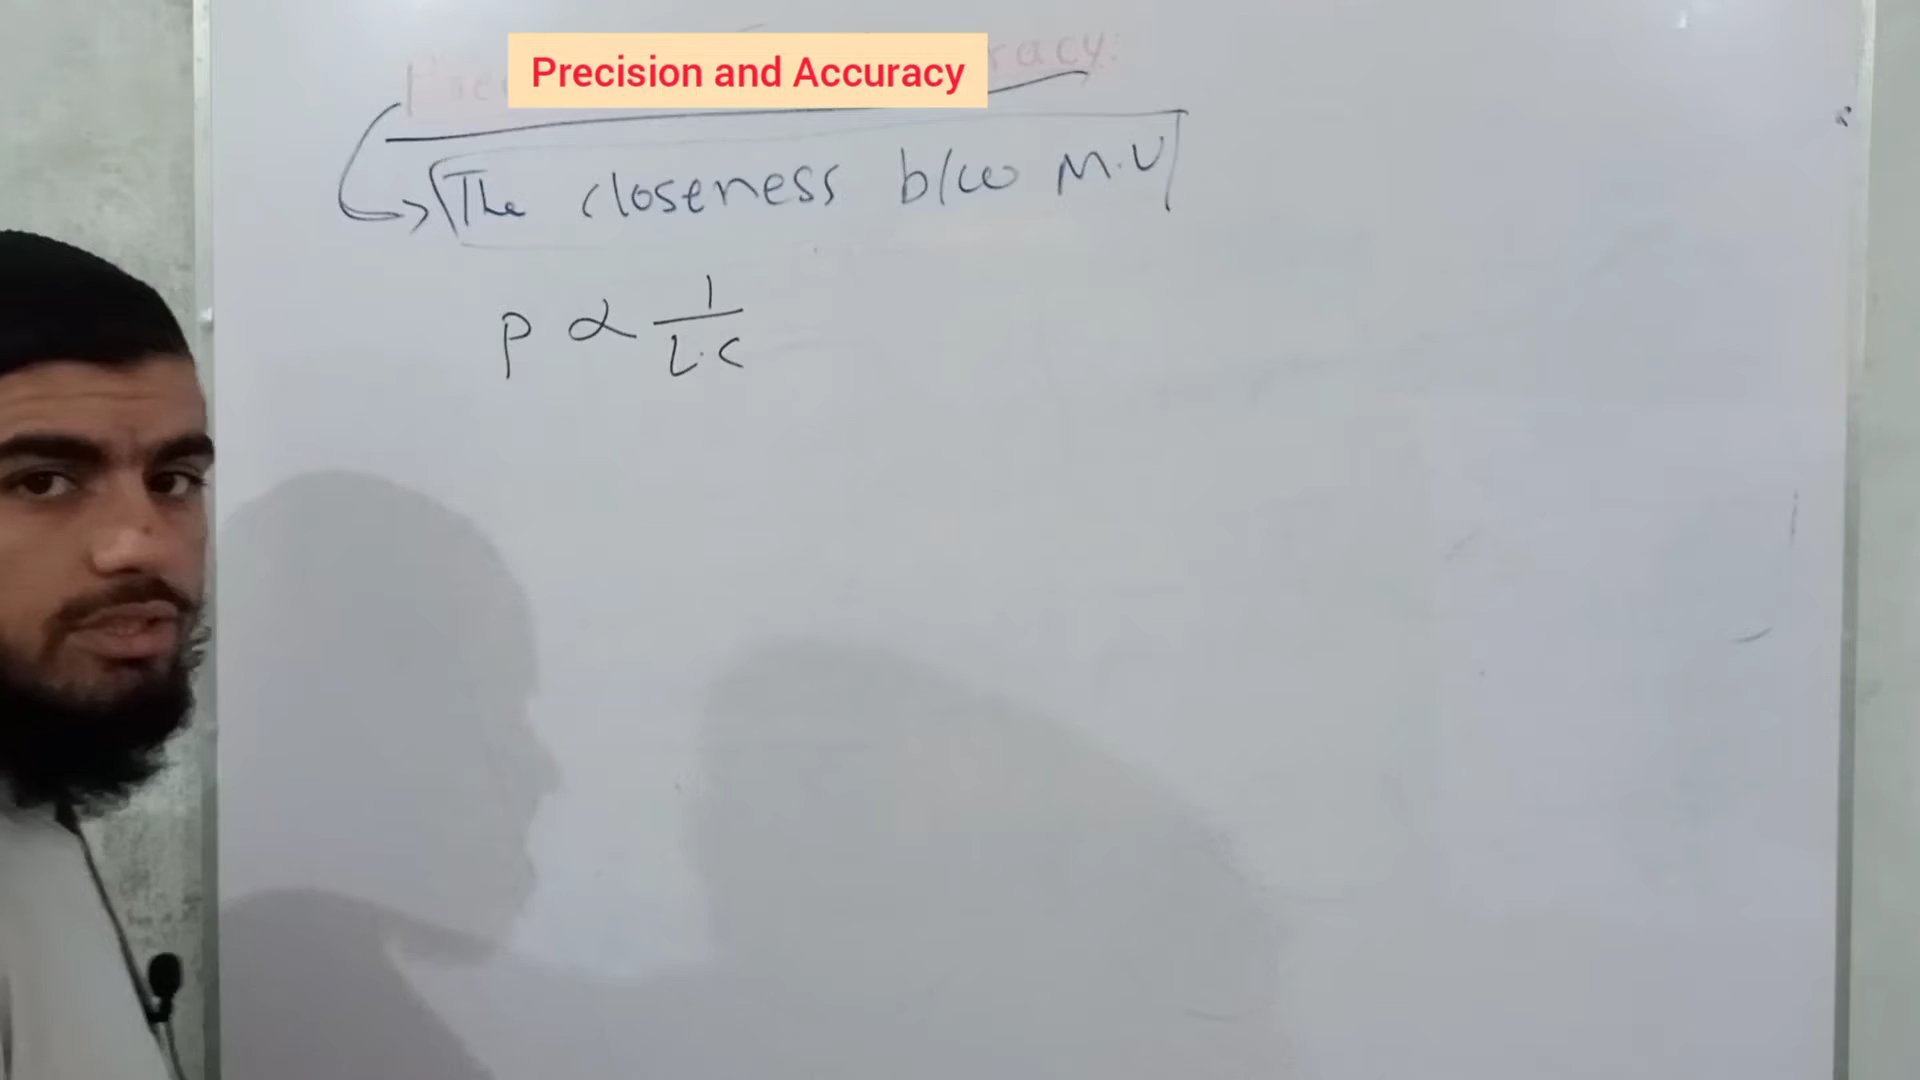 Precision and Accuracy
The closeness b/w M.V
P ∝ 1/L.C